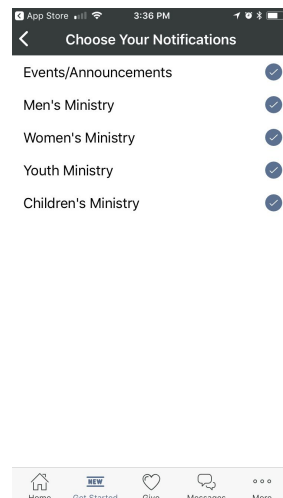 App Store 3:36 PM
Choose Your Notifications
Events/Announcements
Men's Ministry
Women's Ministry
Youth Ministry
Children's Ministry
NEW
Home Get Started Give Messages More